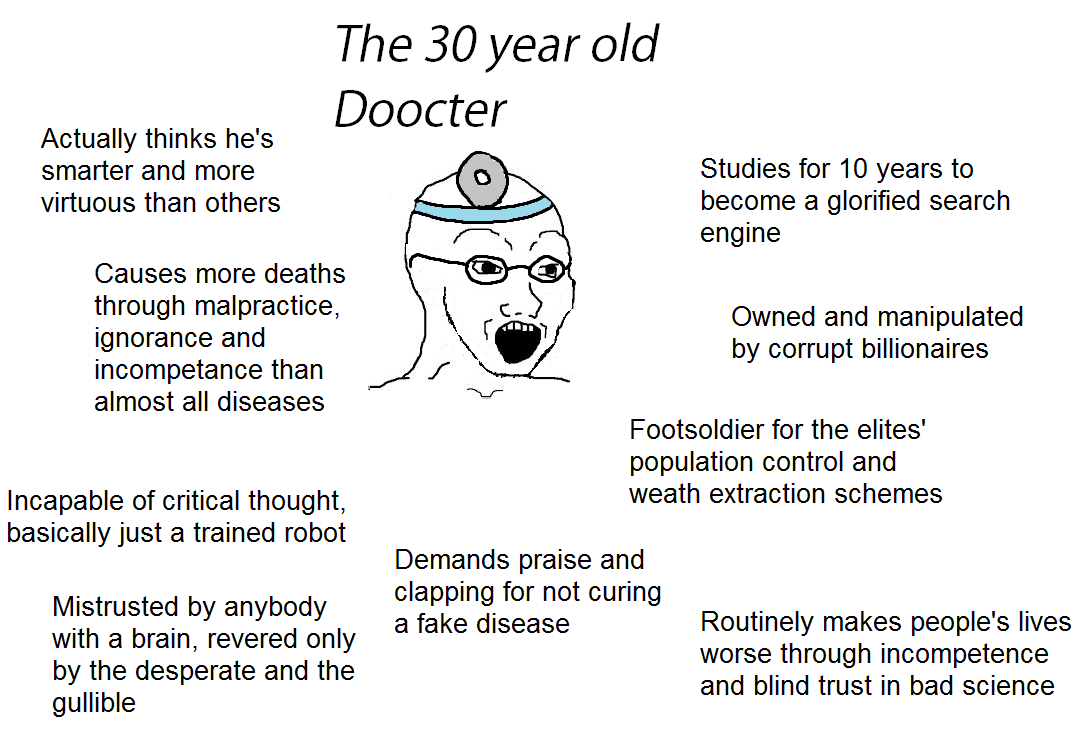 The 30 year old
Doocter
Actually thinks he's
smarter and more
virtuous than others
Studies for 10 years to
become a glorified search
engine
Causes more deaths
through malpractice,
ignorance and
incompetance than
almost all diseases
Owned and manipulated
by corrupt billionaires
Footsoldier for the elites'
population control and
weath extraction schemes
Incapable of critical thought,
basically just a trained robot
Demands praise and
clapping for not curing
a fake disease
Mistrusted by anybody
with a brain, revered only
by the desperate and the
gullible
Routinely makes people's lives
worse through incompetence
and blind trust in bad science